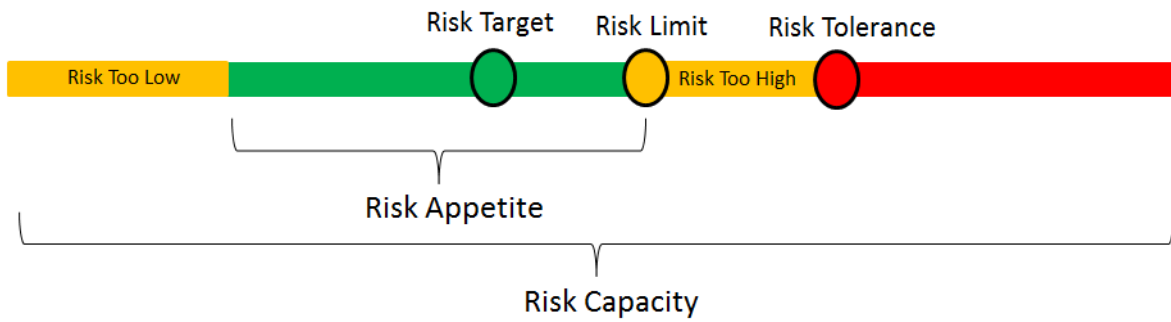 Risk Target
Risk Limit
Risk Tolerance
Risk Too Low
Risk Too High
Risk Appetite
Risk Capacity